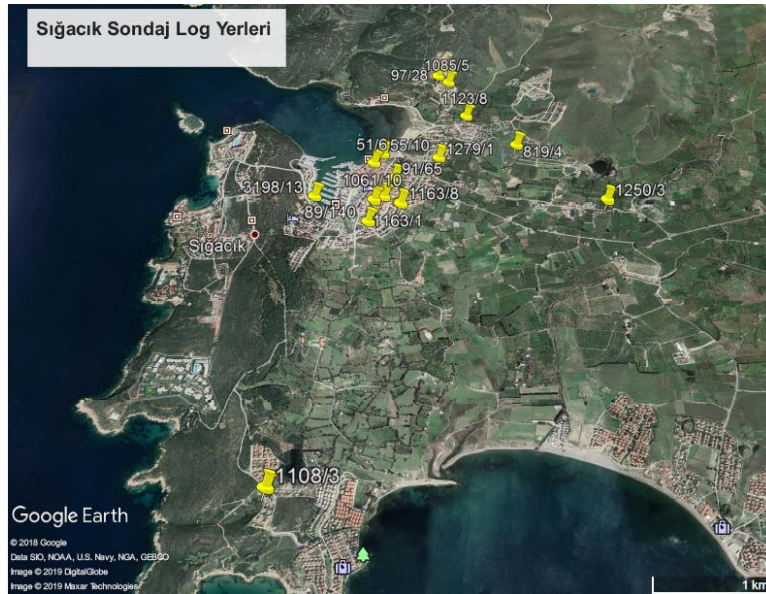 Sığacık Sondaj Log Yerleri
1085/5
97/28
1123/8
51/6
55/10
1279/1
819/4
91/65
1061/10
3198/13
1163/8
1250/3
89/140
1163/1
Sığacık
1108/3
Google Earth
© 2018 Google
Data SIO, NOAA, U.S. Navy, NGA, GEBCO
Image © 2019 DigitalGlobe
Image © 2019 Maxar Technologies
1 km